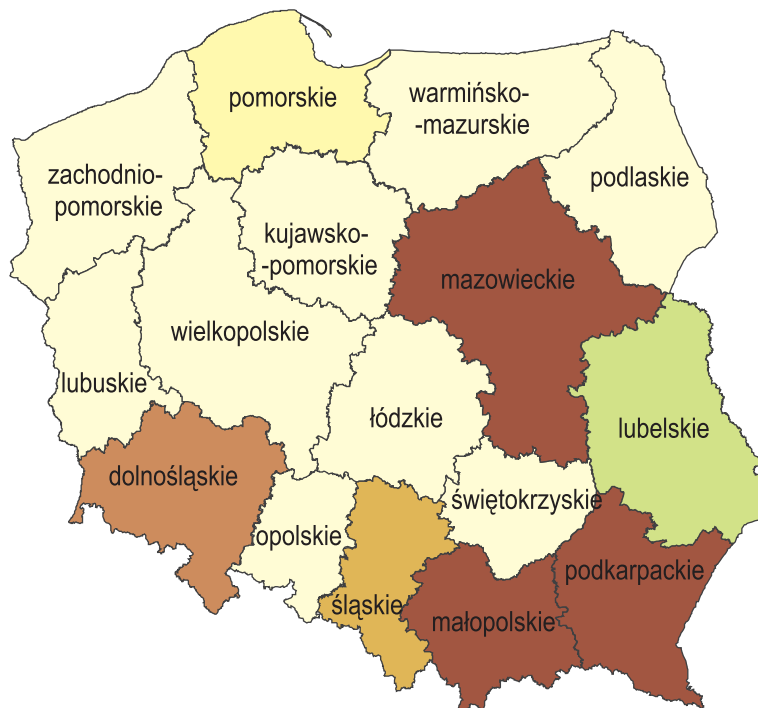 pomorskie
warmińsko-
-mazurskie
zachodnio-
pomorskie
podlaskie
kujawsko-
-pomorskie
mazowieckie
wielkopolskie
lubuskie
łódzkie
lubelskie
dolnośląskie
świętokrzyskie
opolskie
podkarpackie
śląskie
małopolskie